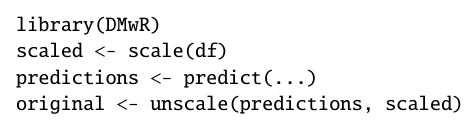 library(DMwR)
scaled <- scale(df)
predictions <- predict(...)
original <- unscale(predictions, scaled)